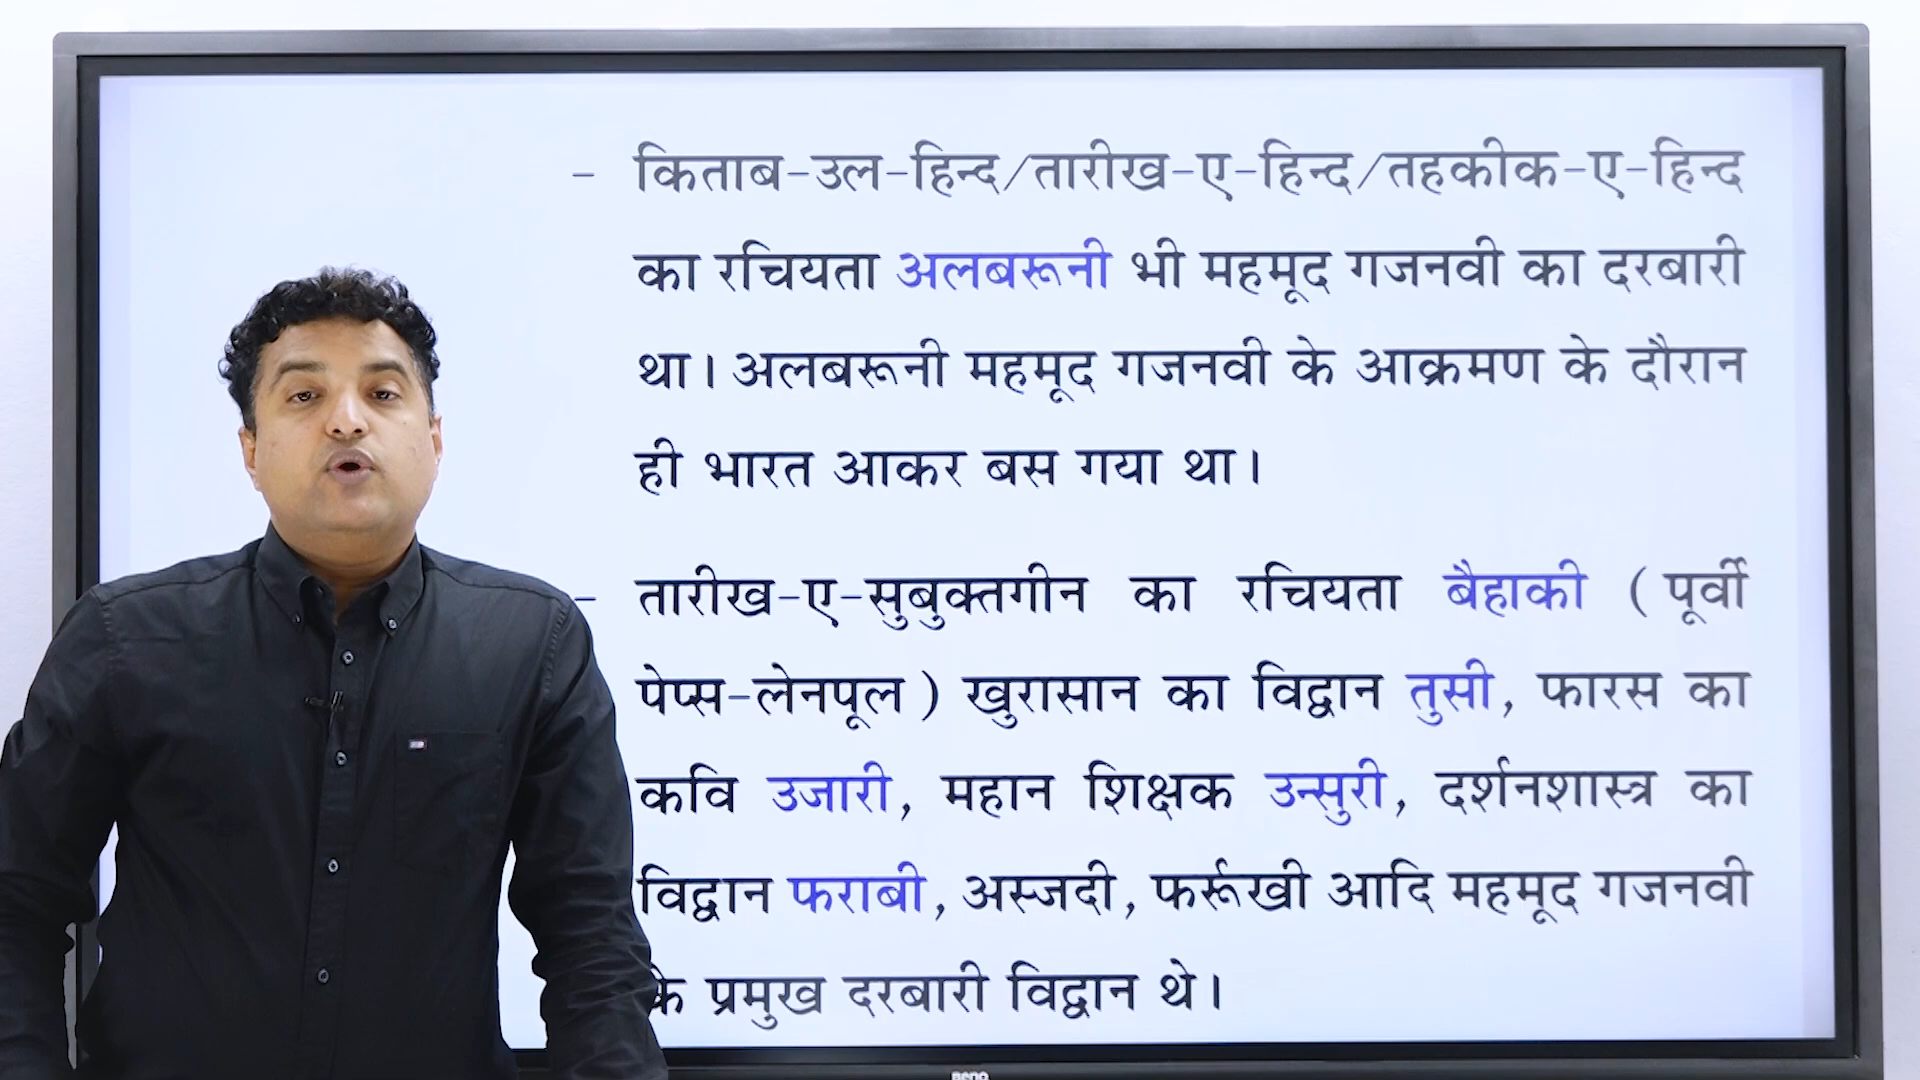 - किताब-उल-हिन्द/तारीख-ए-हिन्द/तहकीक-ए-हिन्द
का रचियता अलबरूनी भी महमूद गजनवी का दरबारी
था। अलबरूनी महमूद गजनवी के आक्रमण के दौरान
ही भारत आकर बस गया था।
- तारीख-ए-सुबुक्तगीन का रचियता बैहाकी (पूर्वी
पेप्स-लेनपूल) खुरासान का विद्वान तुसी, फारस का
कवि उजारी, महान शिक्षक उन्सुरी, दर्शनशास्त्र का
विद्वान फराबी, अस्जदी, फर्रूखी आदि महमूद गजनवी
के प्रमुख दरबारी विद्वान थे।